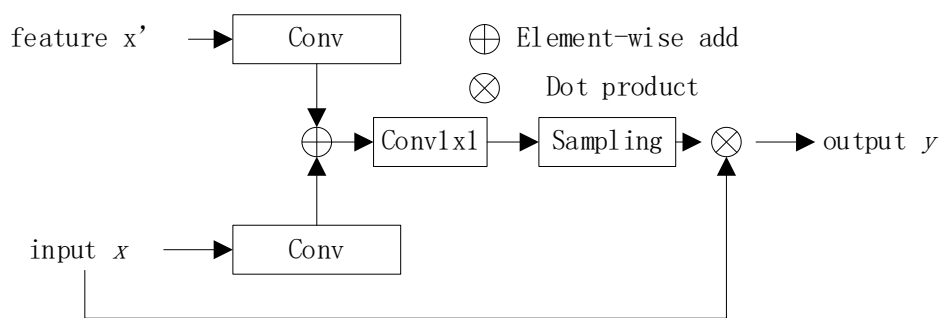 feature x’
Conv
Element-wise add
Dot product
Conv1x1
Sampling
output y
input x
Conv